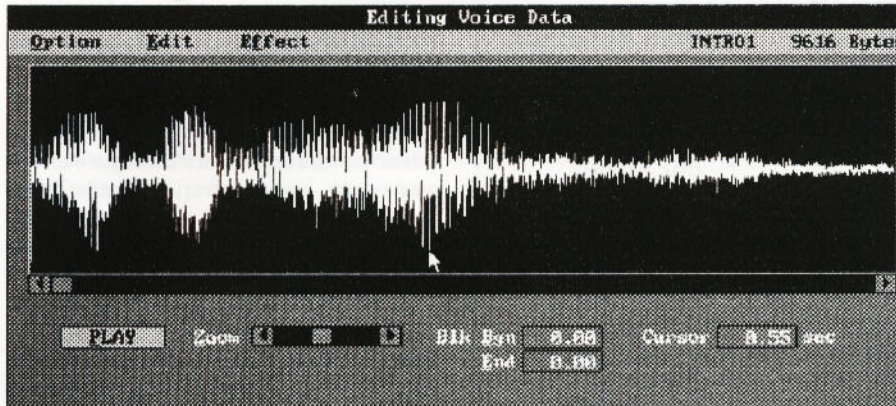 Editing Voice Data
Option Edit Effect INTRO1 9616 Bytes
PLAY Zoom Blk Bgn 0.00 Cursor 0.55 sec
End 0.00